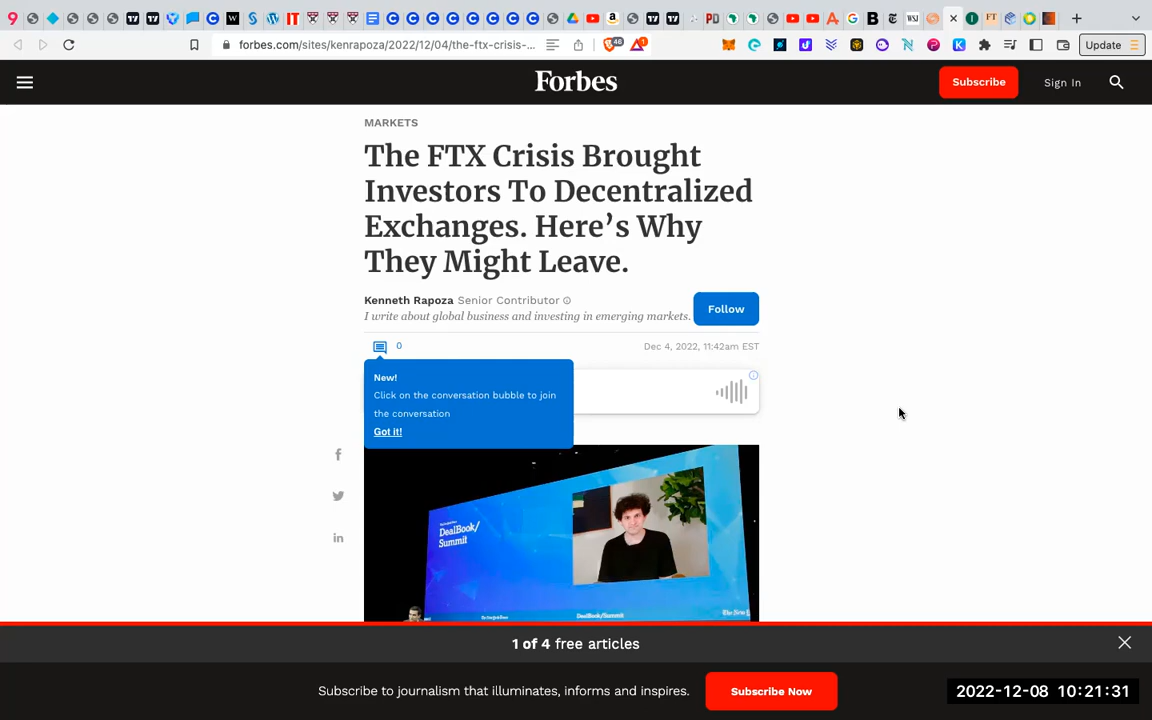 forbes.com/sites/kenrapoza/2022/12/04/the-ftx-crisis-...
Update
Forbes
Subscribe
Sign In
MARKETS
The FTX Crisis Brought
Investors To Decentralized
Exchanges. Here's Why
They Might Leave.
Kenneth Rapoza Senior Contributor
I write about global business and investing in emerging markets.
Follow
0
Dec 4, 2022, 11:42am EST
New!
Click on the conversation bubble to join
the conversation
Got it!
DealBook/
Summit
DealBook/Summit
1 of 4 free articles
Subscribe to journalism that illuminates, informs and inspires.
Subscribe Now
2022-12-08 10:21:31